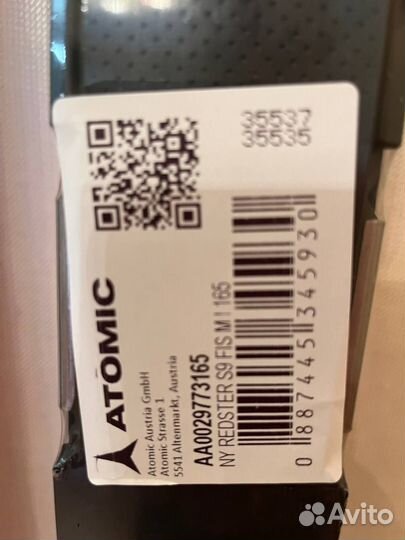 35537
35535
ATOMIC
Atomic Austria GmbH
Atomic Strasse 1
5541 Altenmarkt, Austria
AA0029773165
NY REDSTER S9 FIS M I 165
0 887445 345930
Avito